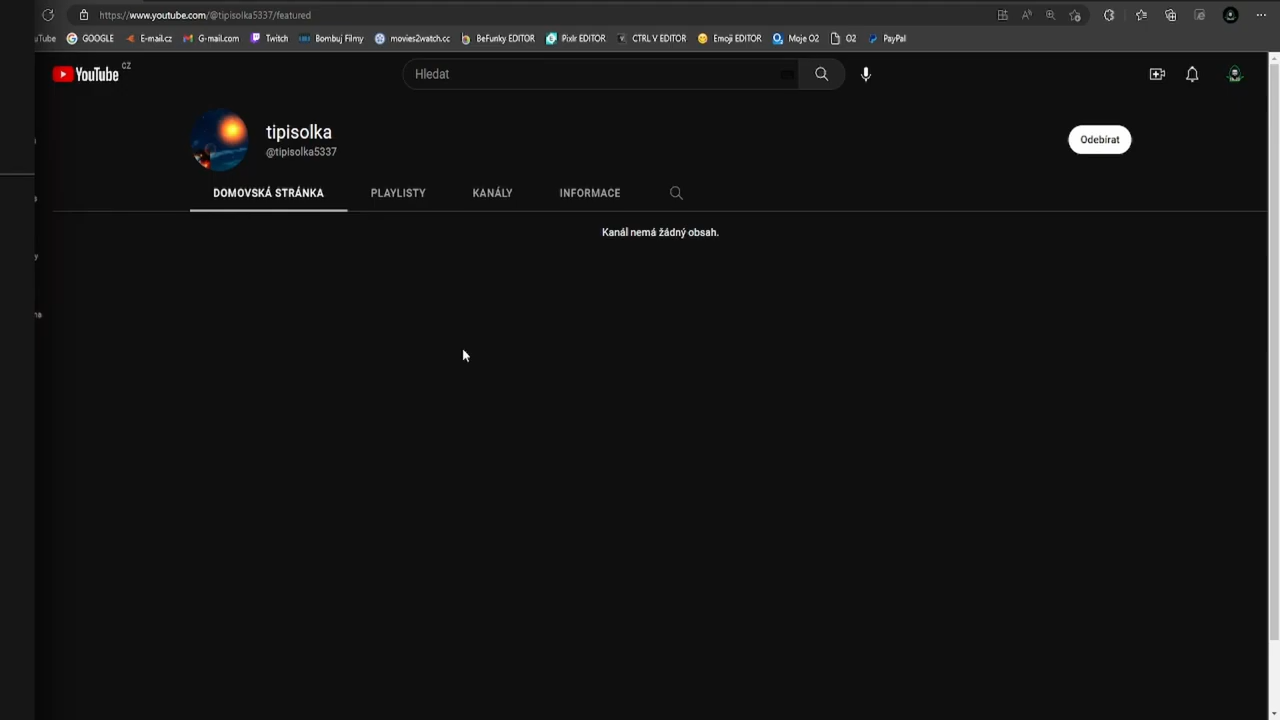 https://www.youtube.com/@tipisolka5337/featured
uTube GOOGLE E-mail.cz G-mail.com Twitch Bombuj Filmy movies2watch.cc BeFunky EDITOR Pixlr EDITOR CTRL V EDITOR Emoji EDITOR Moje O2 O2 PayPal
YouTube CZ
Hledat
tipisolka
@tipisolka5337
Odebírat
DOMOVSKÁ STRÁNKA PLAYLISTY KANÁLY INFORMACE
Kanál nemá žádný obsah.